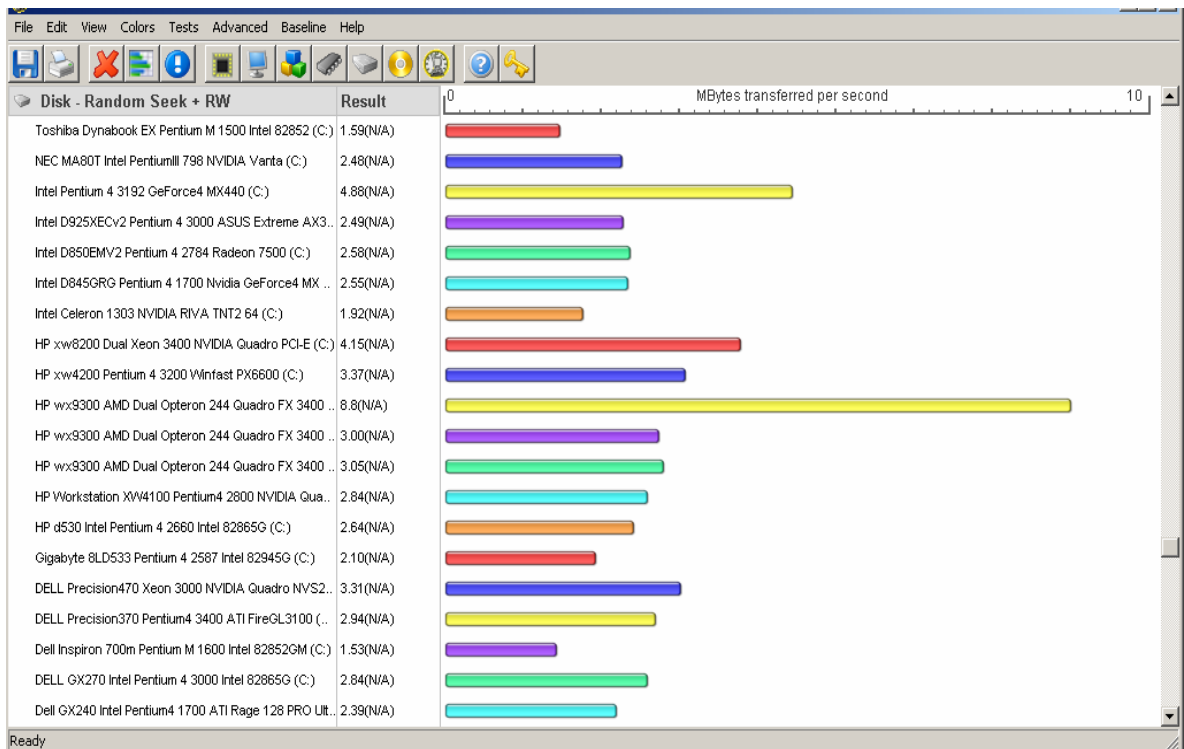 File Edit View Colors Tests Advanced Baseline Help
Disk - Random Seek + RW Result 0 MBytes transferred per second 10
Toshiba Dynabook EX Pentium M 1500 Intel 82852 (C:) 1.59(N/A)
NEC MA80T Intel PentiumIII 798 NVIDIA Vanta (C:) 2.48(N/A)
Intel Pentium 4 3192 GeForce4 MX440 (C:) 4.88(N/A)
Intel D925XECv2 Pentium 4 3000 ASUS Extreme AX3.. 2.49(N/A)
Intel D850EMV2 Pentium 4 2784 Radeon 7500 (C:) 2.58(N/A)
Intel D845GRG Pentium 4 1700 Nvidia GeForce4 MX .. 2.55(N/A)
Intel Celeron 1303 NVIDIA RIVA TNT2 64 (C:) 1.92(N/A)
HP xw8200 Dual Xeon 3400 NVIDIA Quadro PCI-E (C:) 4.15(N/A)
HP xw4200 Pentium 4 3200 Winfast PX6600 (C:) 3.37(N/A)
HP wx9300 AMD Dual Opteron 244 Quadro FX 3400 .. 8.8(N/A)
HP wx9300 AMD Dual Opteron 244 Quadro FX 3400 .. 3.00(N/A)
HP wx9300 AMD Dual Opteron 244 Quadro FX 3400 .. 3.05(N/A)
HP Workstation XW4100 Pentium4 2800 NVIDIA Qua.. 2.84(N/A)
HP d530 Intel Pentium 4 2660 Intel 82865G (C:) 2.64(N/A)
Gigabyte 8LD533 Pentium 4 2587 Intel 82945G (C:) 2.10(N/A)
DELL Precision470 Xeon 3000 NVIDIA Quadro NVS2.. 3.31(N/A)
DELL Precision370 Pentium4 3400 ATI FireGL3100 (.. 2.94(N/A)
Dell Inspiron 700m Pentium M 1600 Intel 82852GM (C:) 1.53(N/A)
DELL GX270 Intel Pentium 4 3000 Intel 82865G (C:) 2.84(N/A)
Dell GX240 Intel Pentium4 1700 ATI Rage 128 PRO Ult.. 2.39(N/A)
Ready